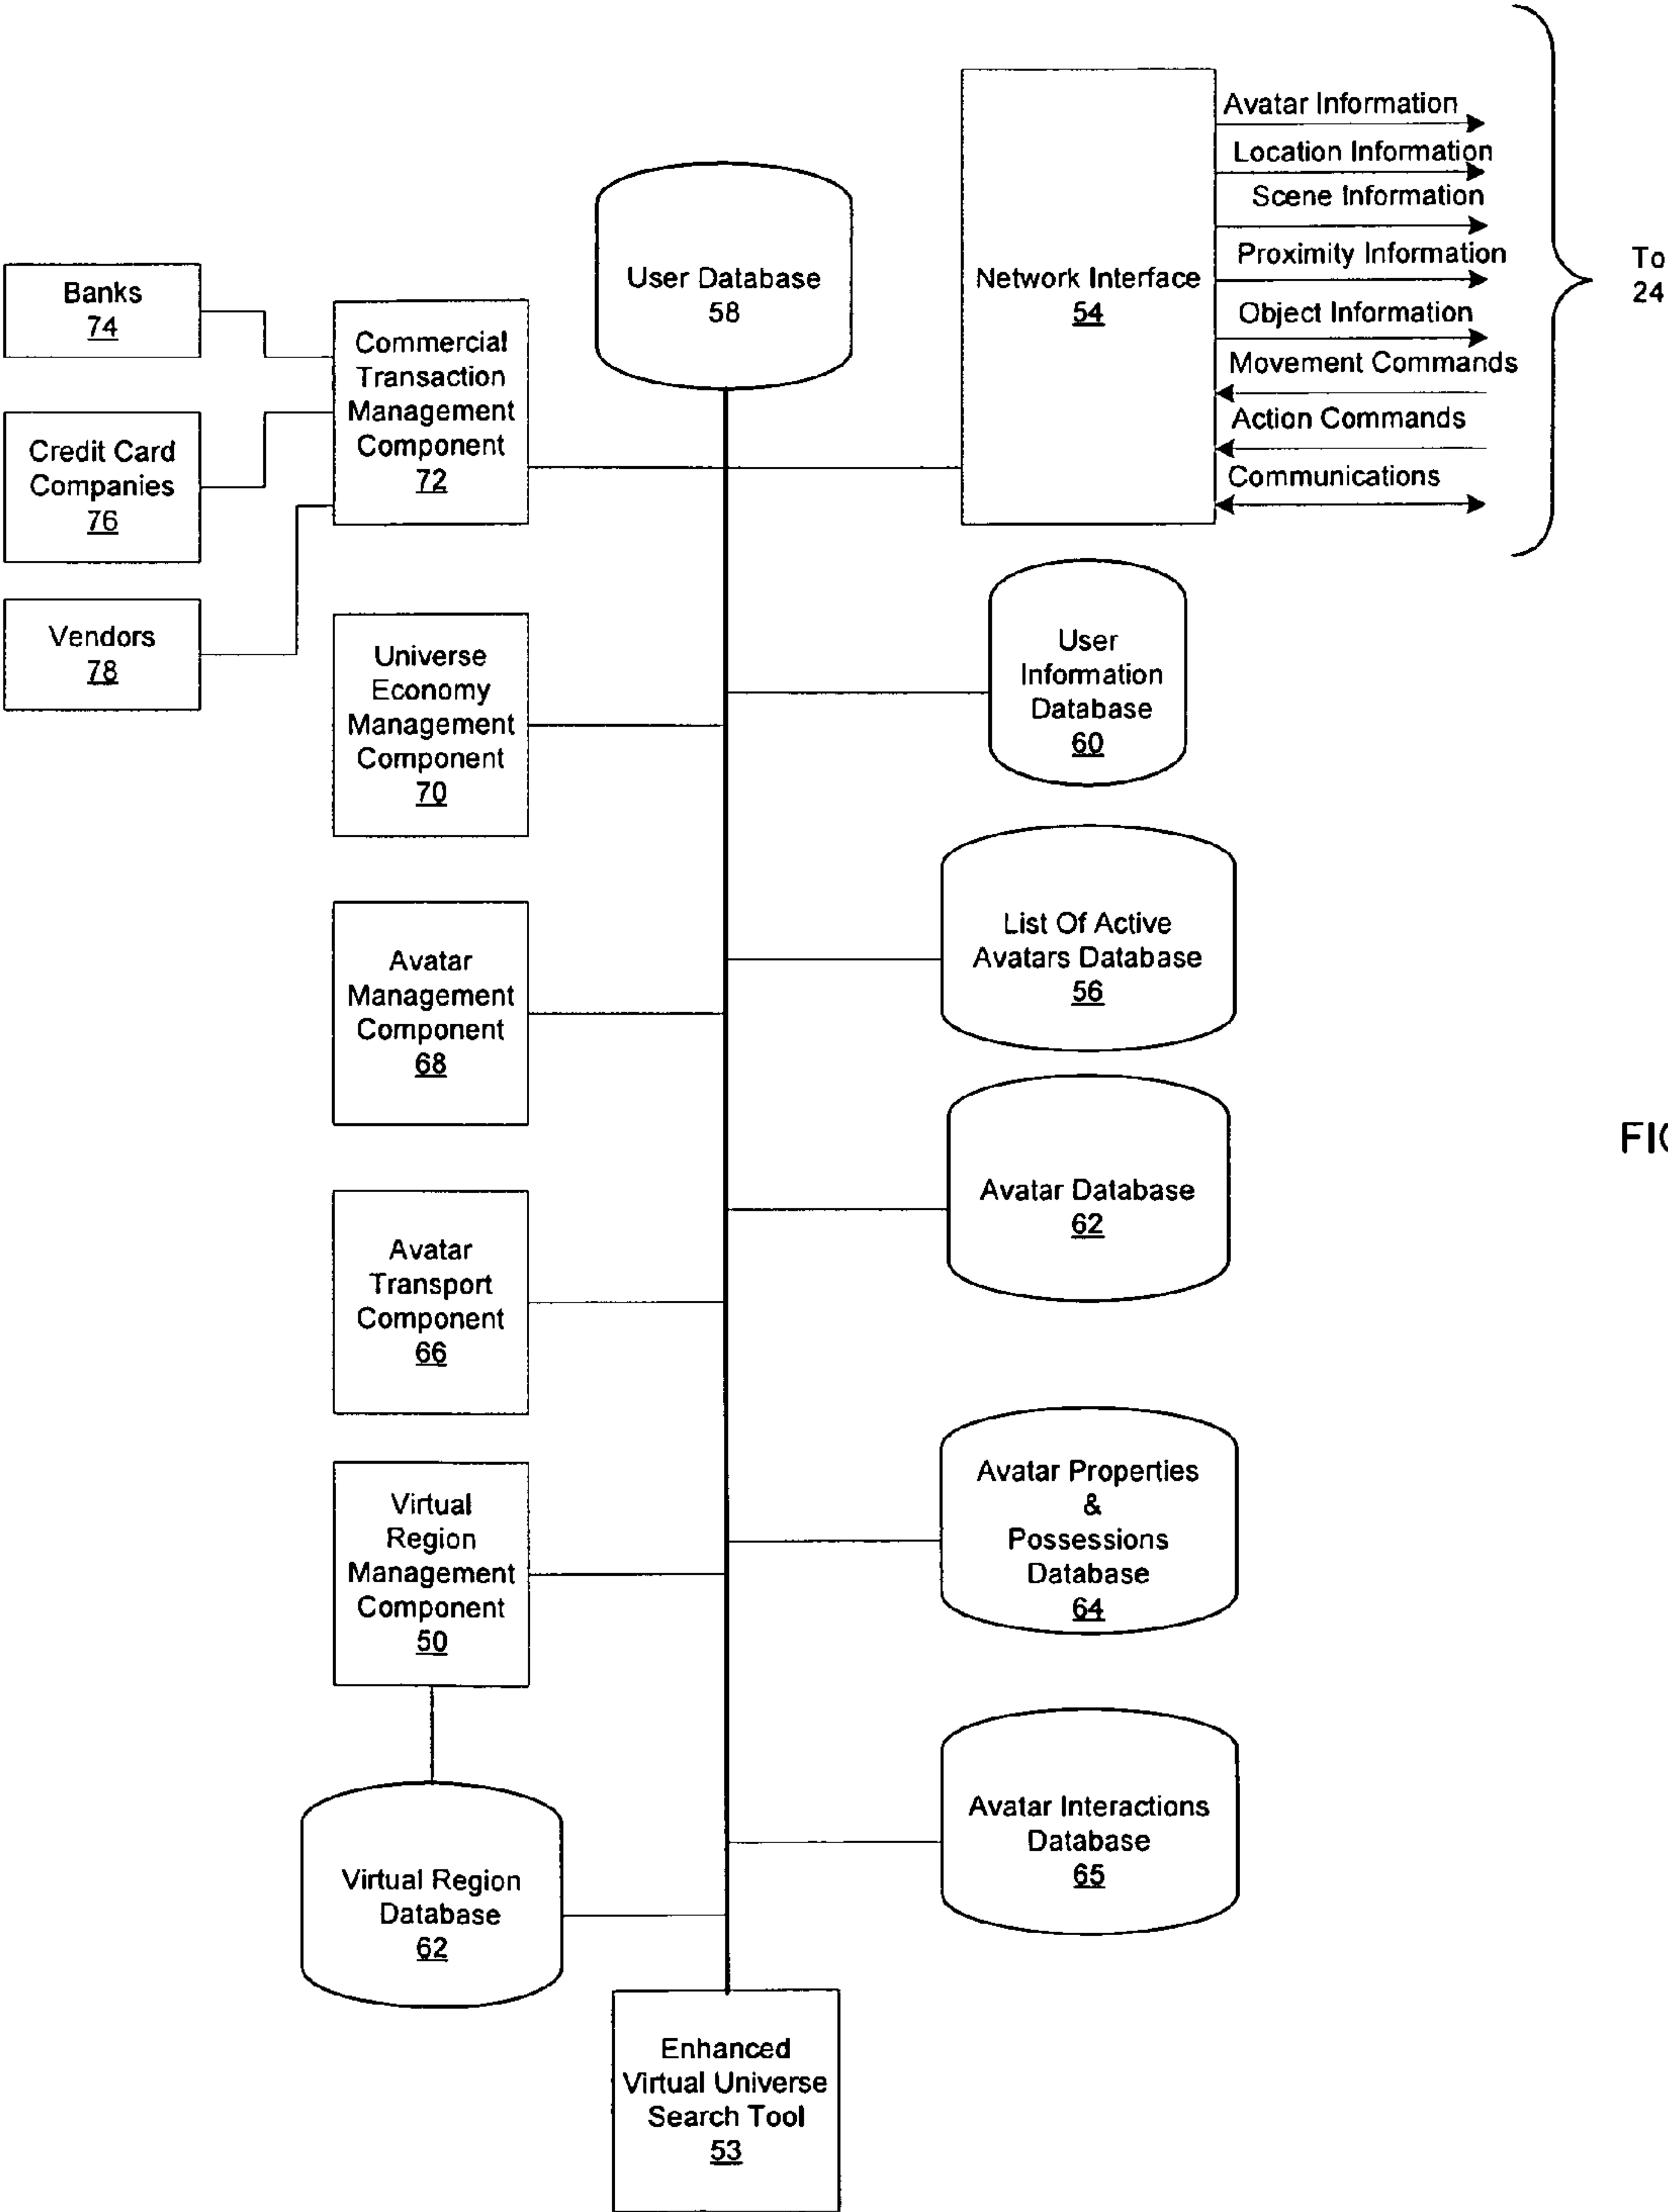 Avatar Information
Location Information
Scene Information
Proximity Information
Object Information
Movement Commands
Action Commands
Communications
To
24
Network Interface
54
User Database
58
Banks
74
Credit Card
Companies
76
Vendors
78
Commercial
Transaction
Management
Component
72
Universe
Economy
Management
Component
70
User
Information
Database
60
List Of Active
Avatars Database
56
Avatar
Management
Component
68
Avatar Database
62
FIG
Avatar
Transport
Component
66
Avatar Properties
&
Possessions
Database
64
Virtual
Region
Management
Component
50
Avatar Interactions
Database
65
Virtual Region
Database
62
Enhanced
Virtual Universe
Search Tool
53